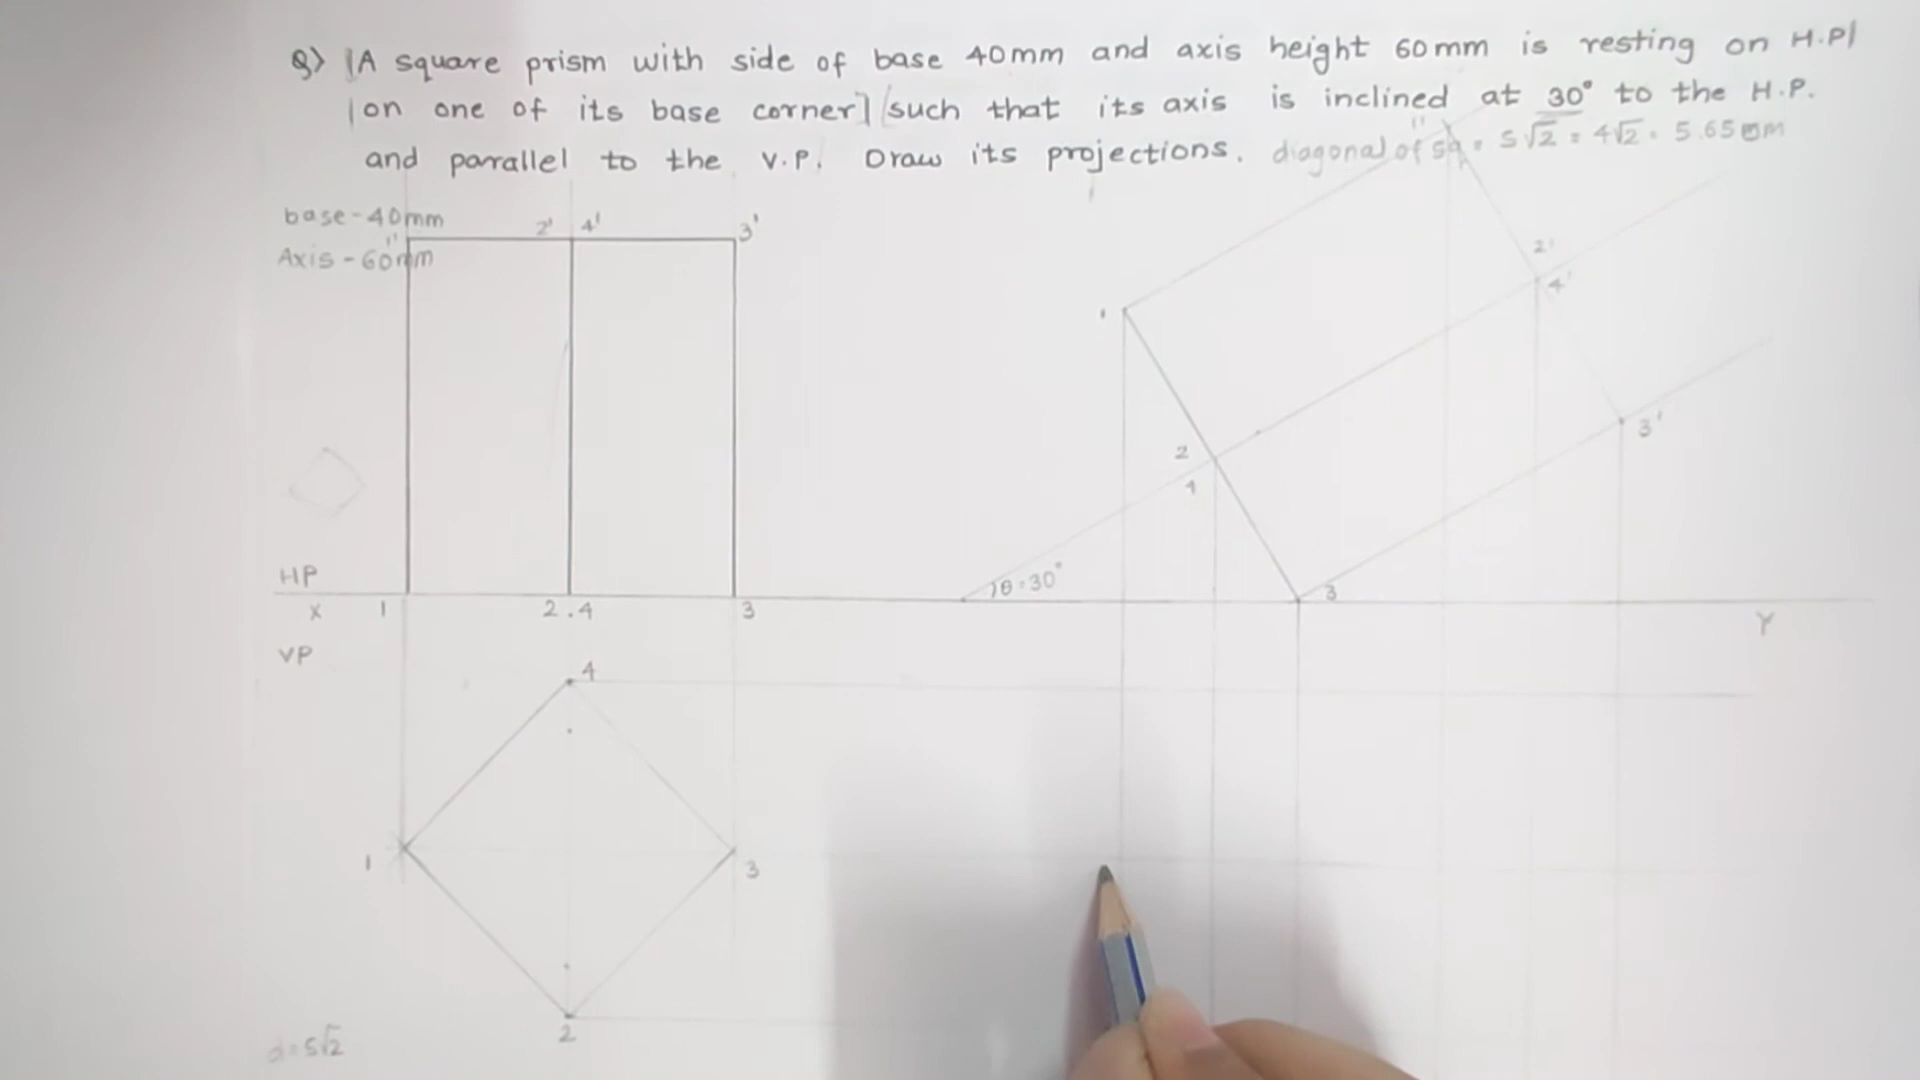 Q) A square prism with side of base 40mm and axis height 60mm is resting on H.P
on one of its base corner] such that its axis is inclined at 30° to the H.P.
and parallel to the V.P. Draw its projections. diagonal of sq = S√2 = 4√2 = 5.65 cm
base - 40mm
Axis - 60mm
1' 2' 4' 3'
1'
2'
4'
1
3'
2
4
HP
θ = 30°
3
X 1 2.4 3
Y
VP
4
1
3
2
d = S√2